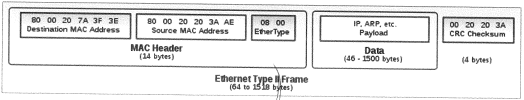 80 00 20 7A 3F 3E
Destination MAC Address
80 00 20 20 3A AE
Source MAC Address
08 00
EtherType
IP, ARP, etc.
Payload
00 20 20 3A
CRC Checksum
MAC Header
(14 bytes)
Data
(46 - 1500 bytes)
(4 bytes)
Ethernet Type II Frame
(64 to 1518 bytes)